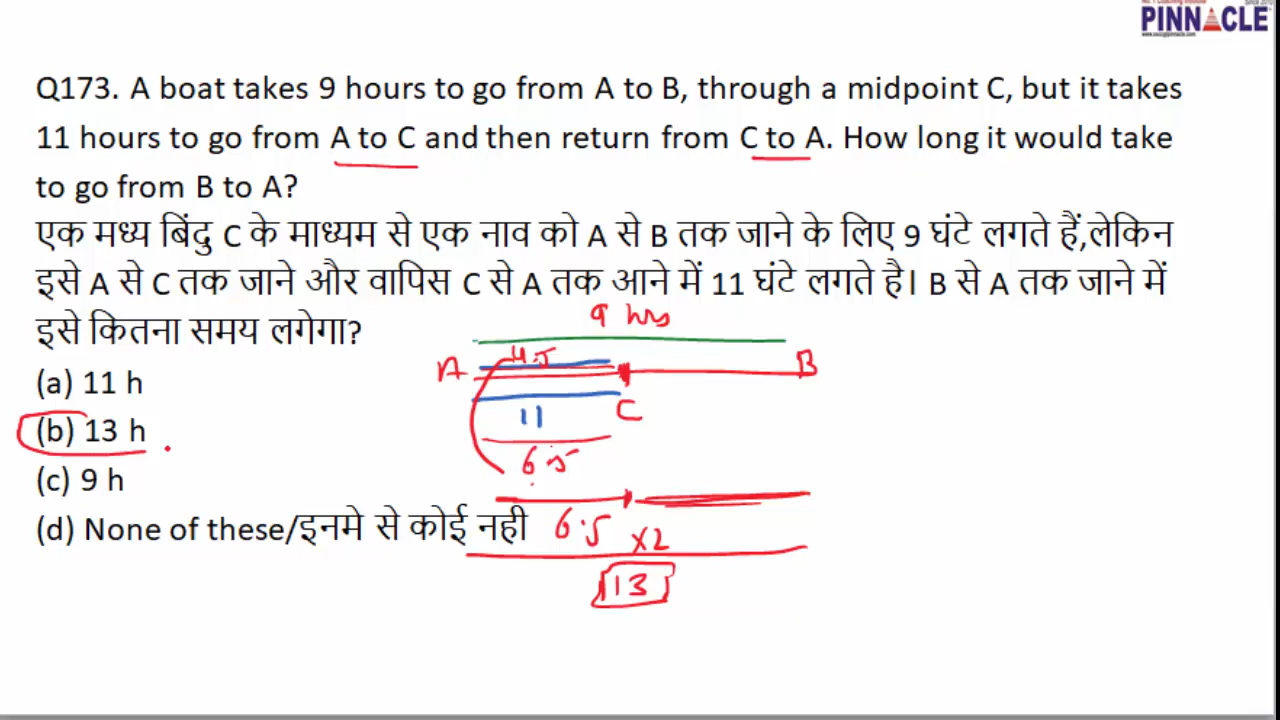 Since 2010
PINNACLE
Q173. A boat takes 9 hours to go from A to B, through a midpoint C, but it takes
11 hours to go from A to C and then return from C to A. How long it would take
to go from B to A?
एक मध्य बिंदु C के माध्यम से एक नाव को A से B तक जाने के लिए 9 घंटे लगते हैं,लेकिन
इसे A से C तक जाने और वापिस C से A तक आने में 11 घंटे लगते है। B से A तक जाने में
इसे कितना समय लगेगा?
9 hrs
4.5
A B
(a) 11 h
11 C
(b) 13 h
6.5
(c) 9 h
(d) None of these/इनमे से कोई नही
6.5 x2
13